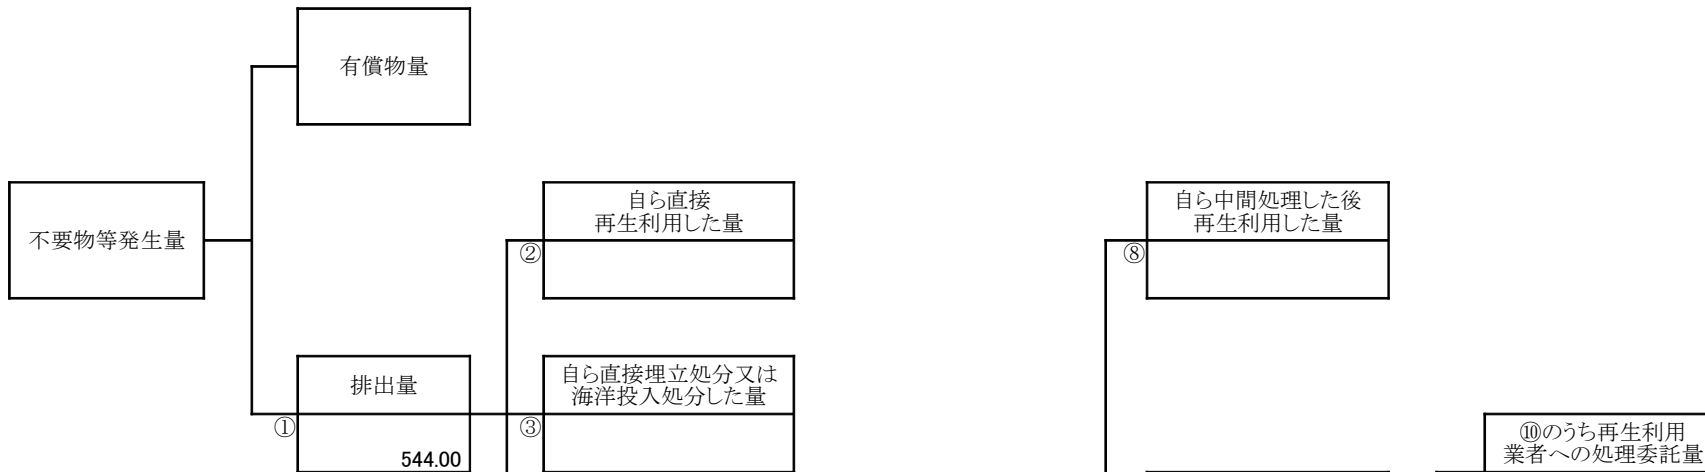 有償物量
不要物等発生量
自ら直接
再生利用した量
②
自ら中間処理した後
再生利用した量
⑧
排出量
①
544.00
自ら直接埋立処分又は
海洋投入処分した量
③
⑩のうち再生利用
業者への処理委託量